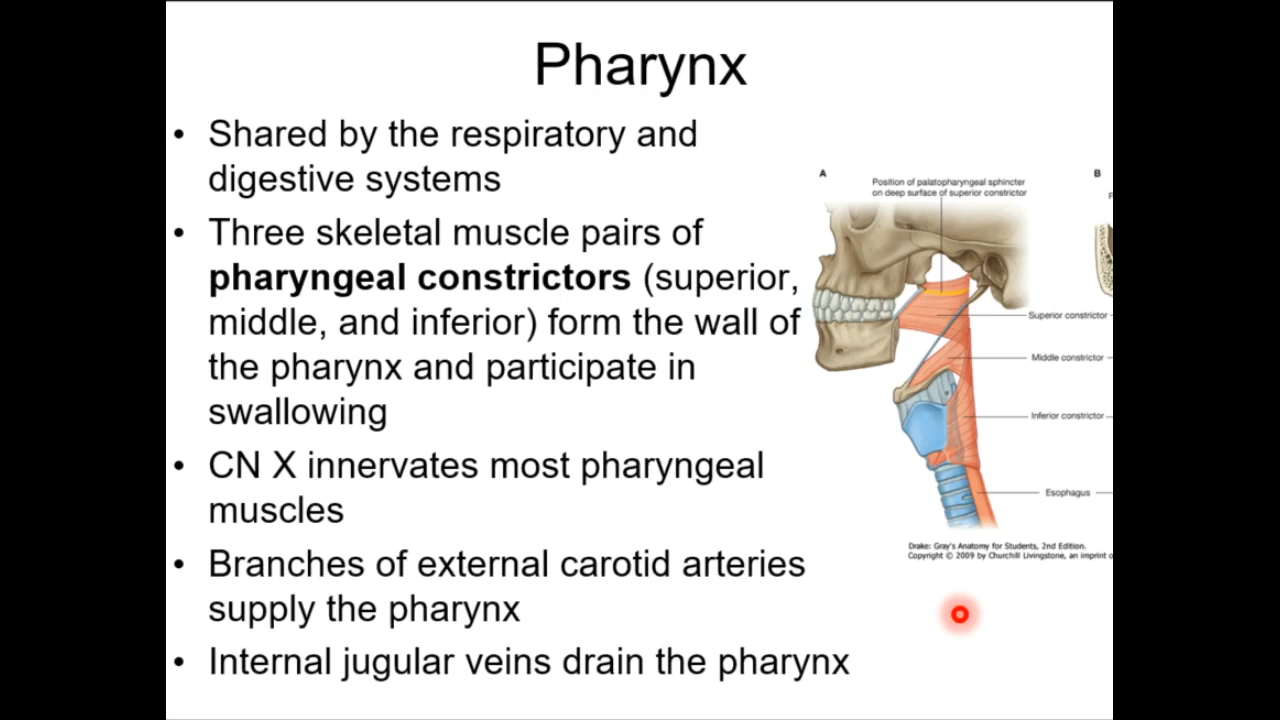 Pharynx
• Shared by the respiratory and
digestive systems
• Three skeletal muscle pairs of
pharyngeal constrictors (superior,
middle, and inferior) form the wall of
the pharynx and participate in
swallowing
• CN X innervates most pharyngeal
muscles
• Branches of external carotid arteries
supply the pharynx
• Internal jugular veins drain the pharynx
A
B
Position of palatopharyngeal sphincter
on deep surface of superior constrictor
Superior constrictor
Middle constrictor
Inferior constrictor
Esophagus
Drake: Gray's Anatomy for Students, 2nd Edition.
Copyright © 2009 by Churchill Livingstone, an imprint o